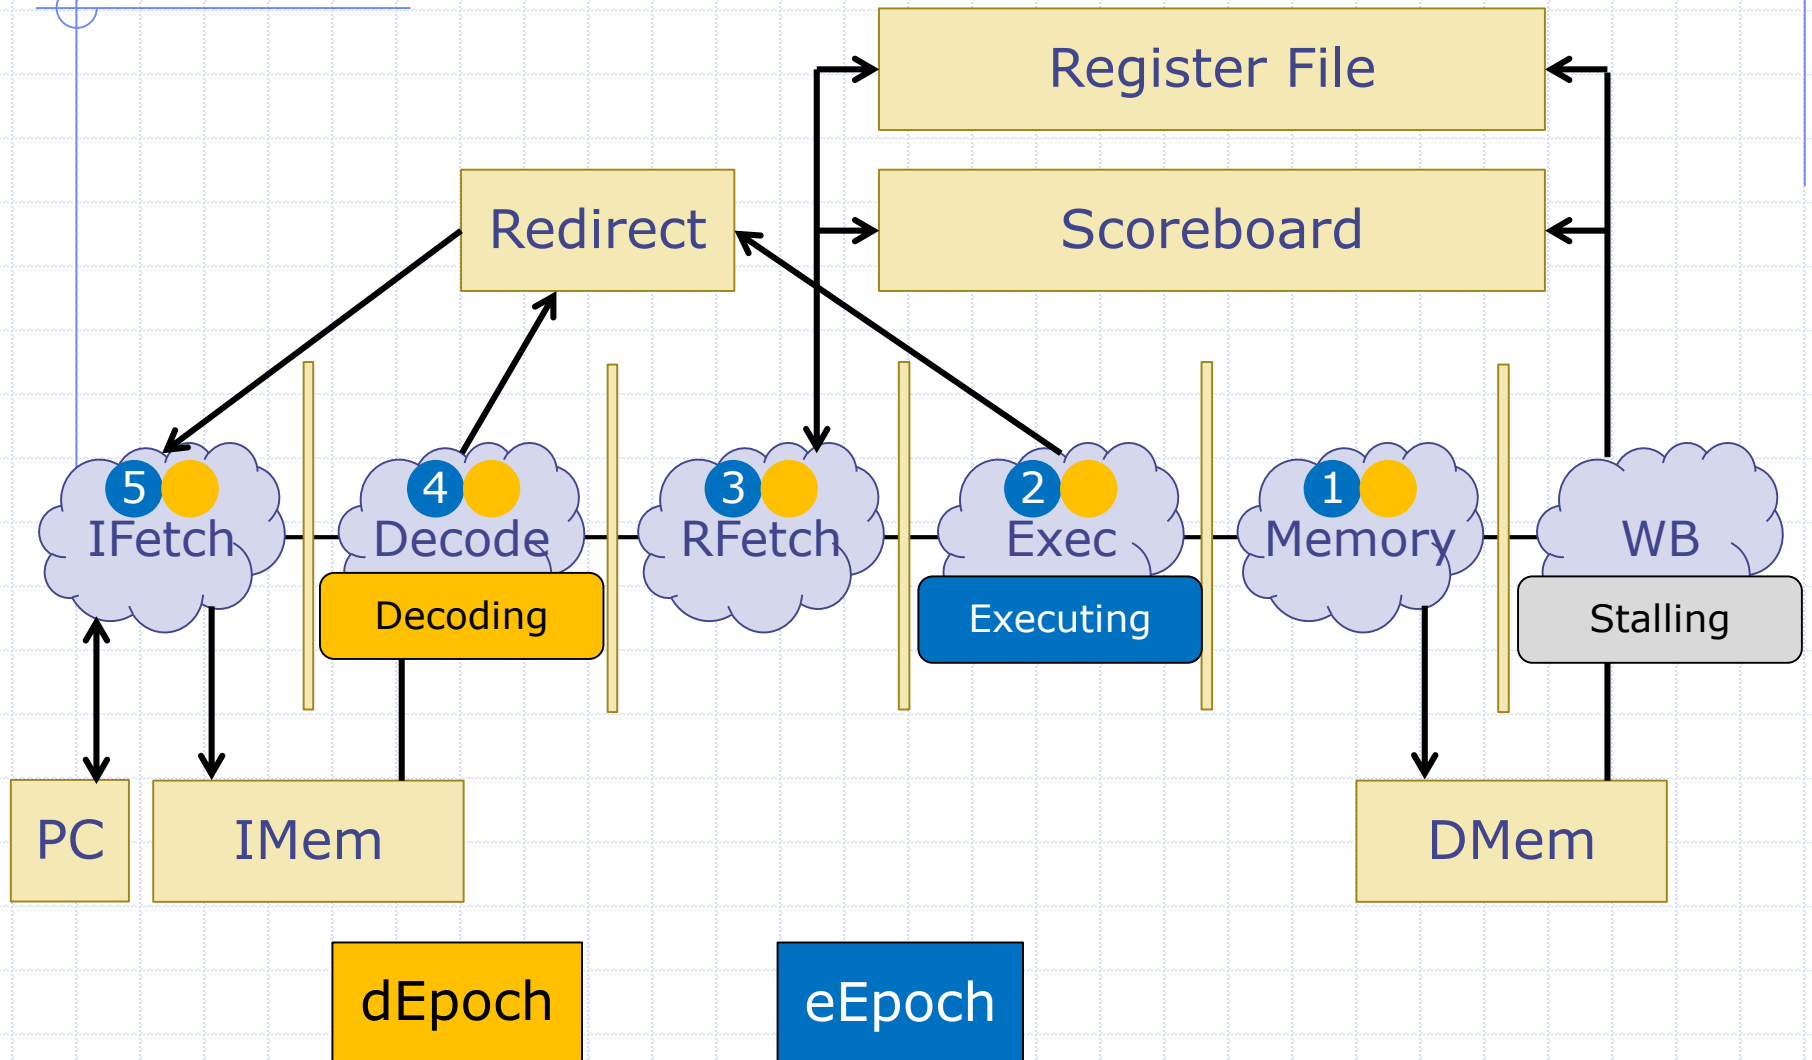 Register File
Redirect
Scoreboard
5
4
3
2
1
IFetch
Decode
RFetch
Exec
Memory
WB
Decoding
Executing
Stalling
PC
IMem
DMem
dEpoch
eEpoch